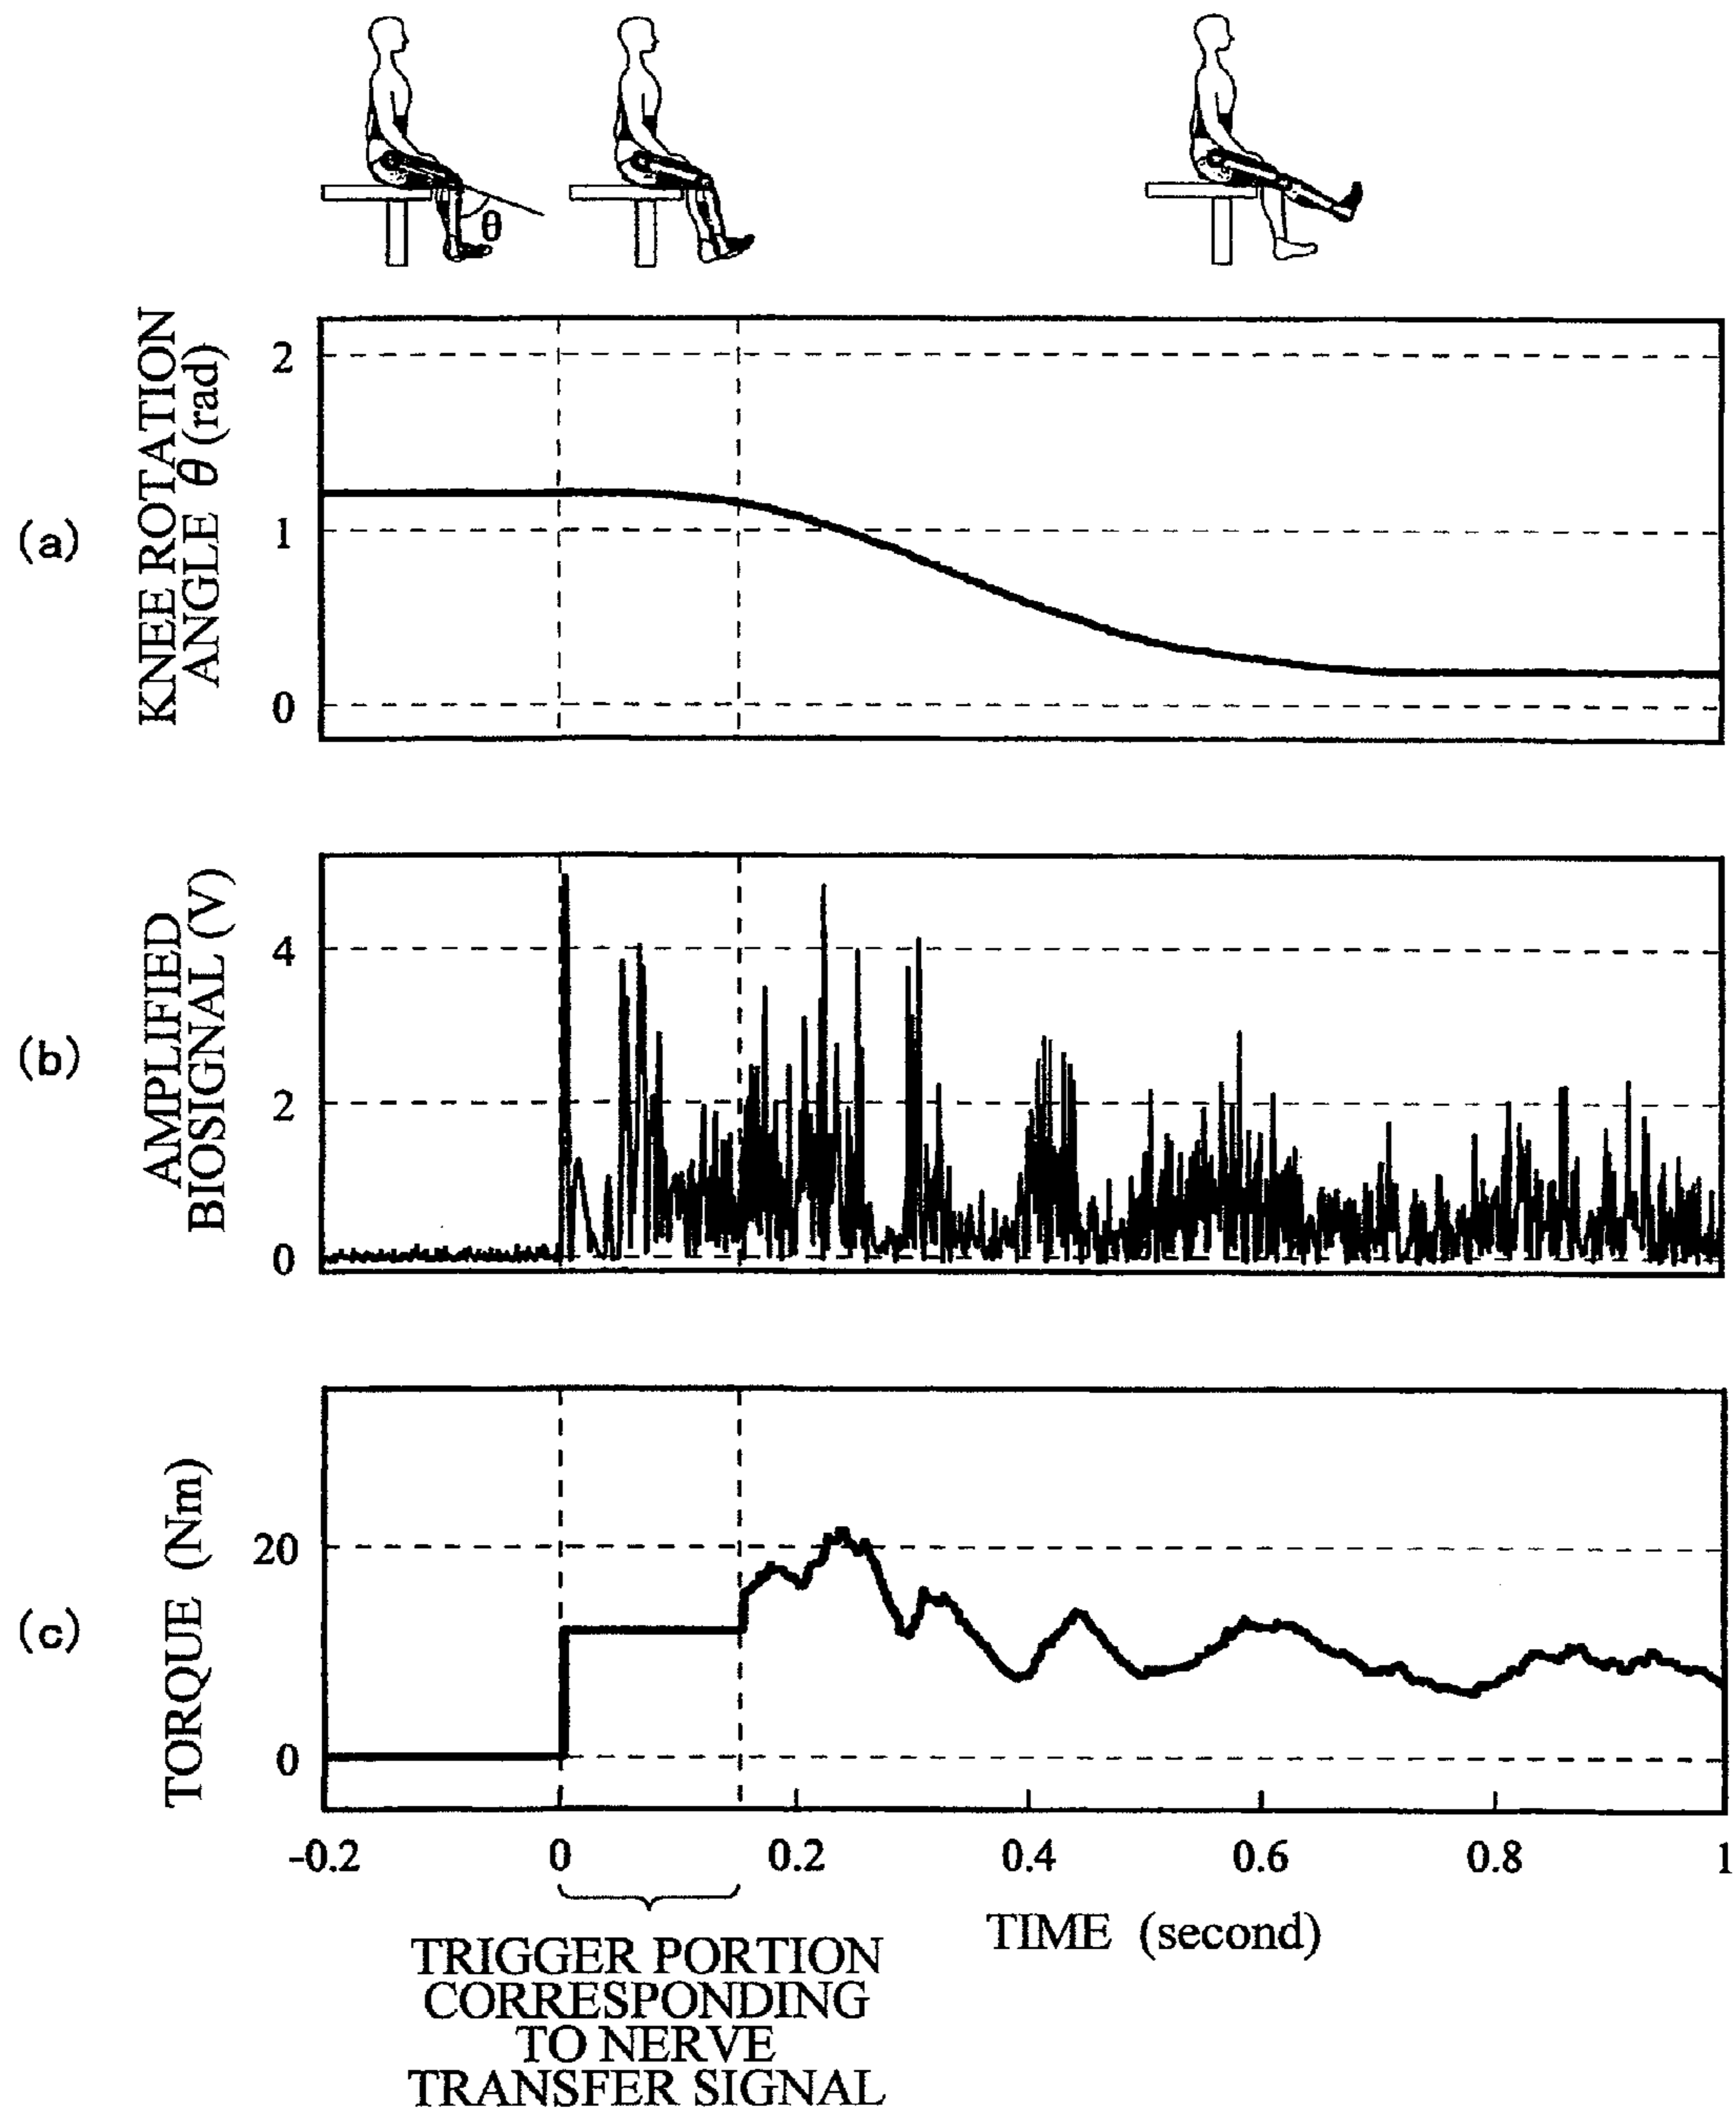 θ
(a)
KNEE ROTATION
ANGLE θ (rad)
2
1
0
(b)
AMPLIFIED
BIOSIGNAL (V)
4
2
0
(c)
TORQUE (Nm)
20
0
-0.2 0 0.2 0.4 0.6 0.8 1
TIME (second)
TRIGGER PORTION
CORRESPONDING
TO NERVE
TRANSFER SIGNAL